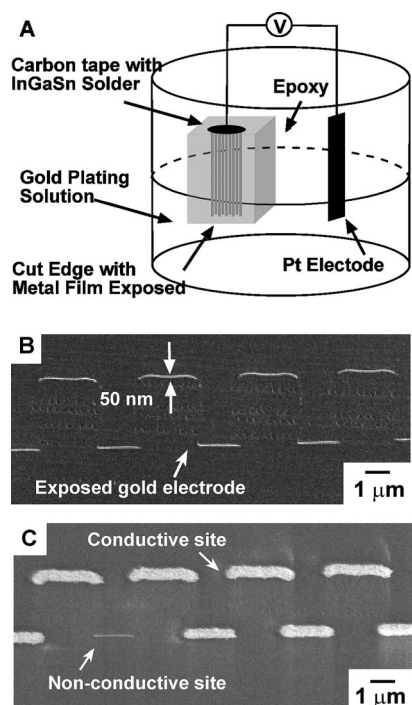 A
V
Carbon tape with
InGaSn Solder
Epoxy
Gold Plating
Solution
Cut Edge with
Metal Film Exposed
Pt Electode
B
50 nm
Exposed gold electrode
1 μm
C
Conductive site
Non-conductive site
1 μm